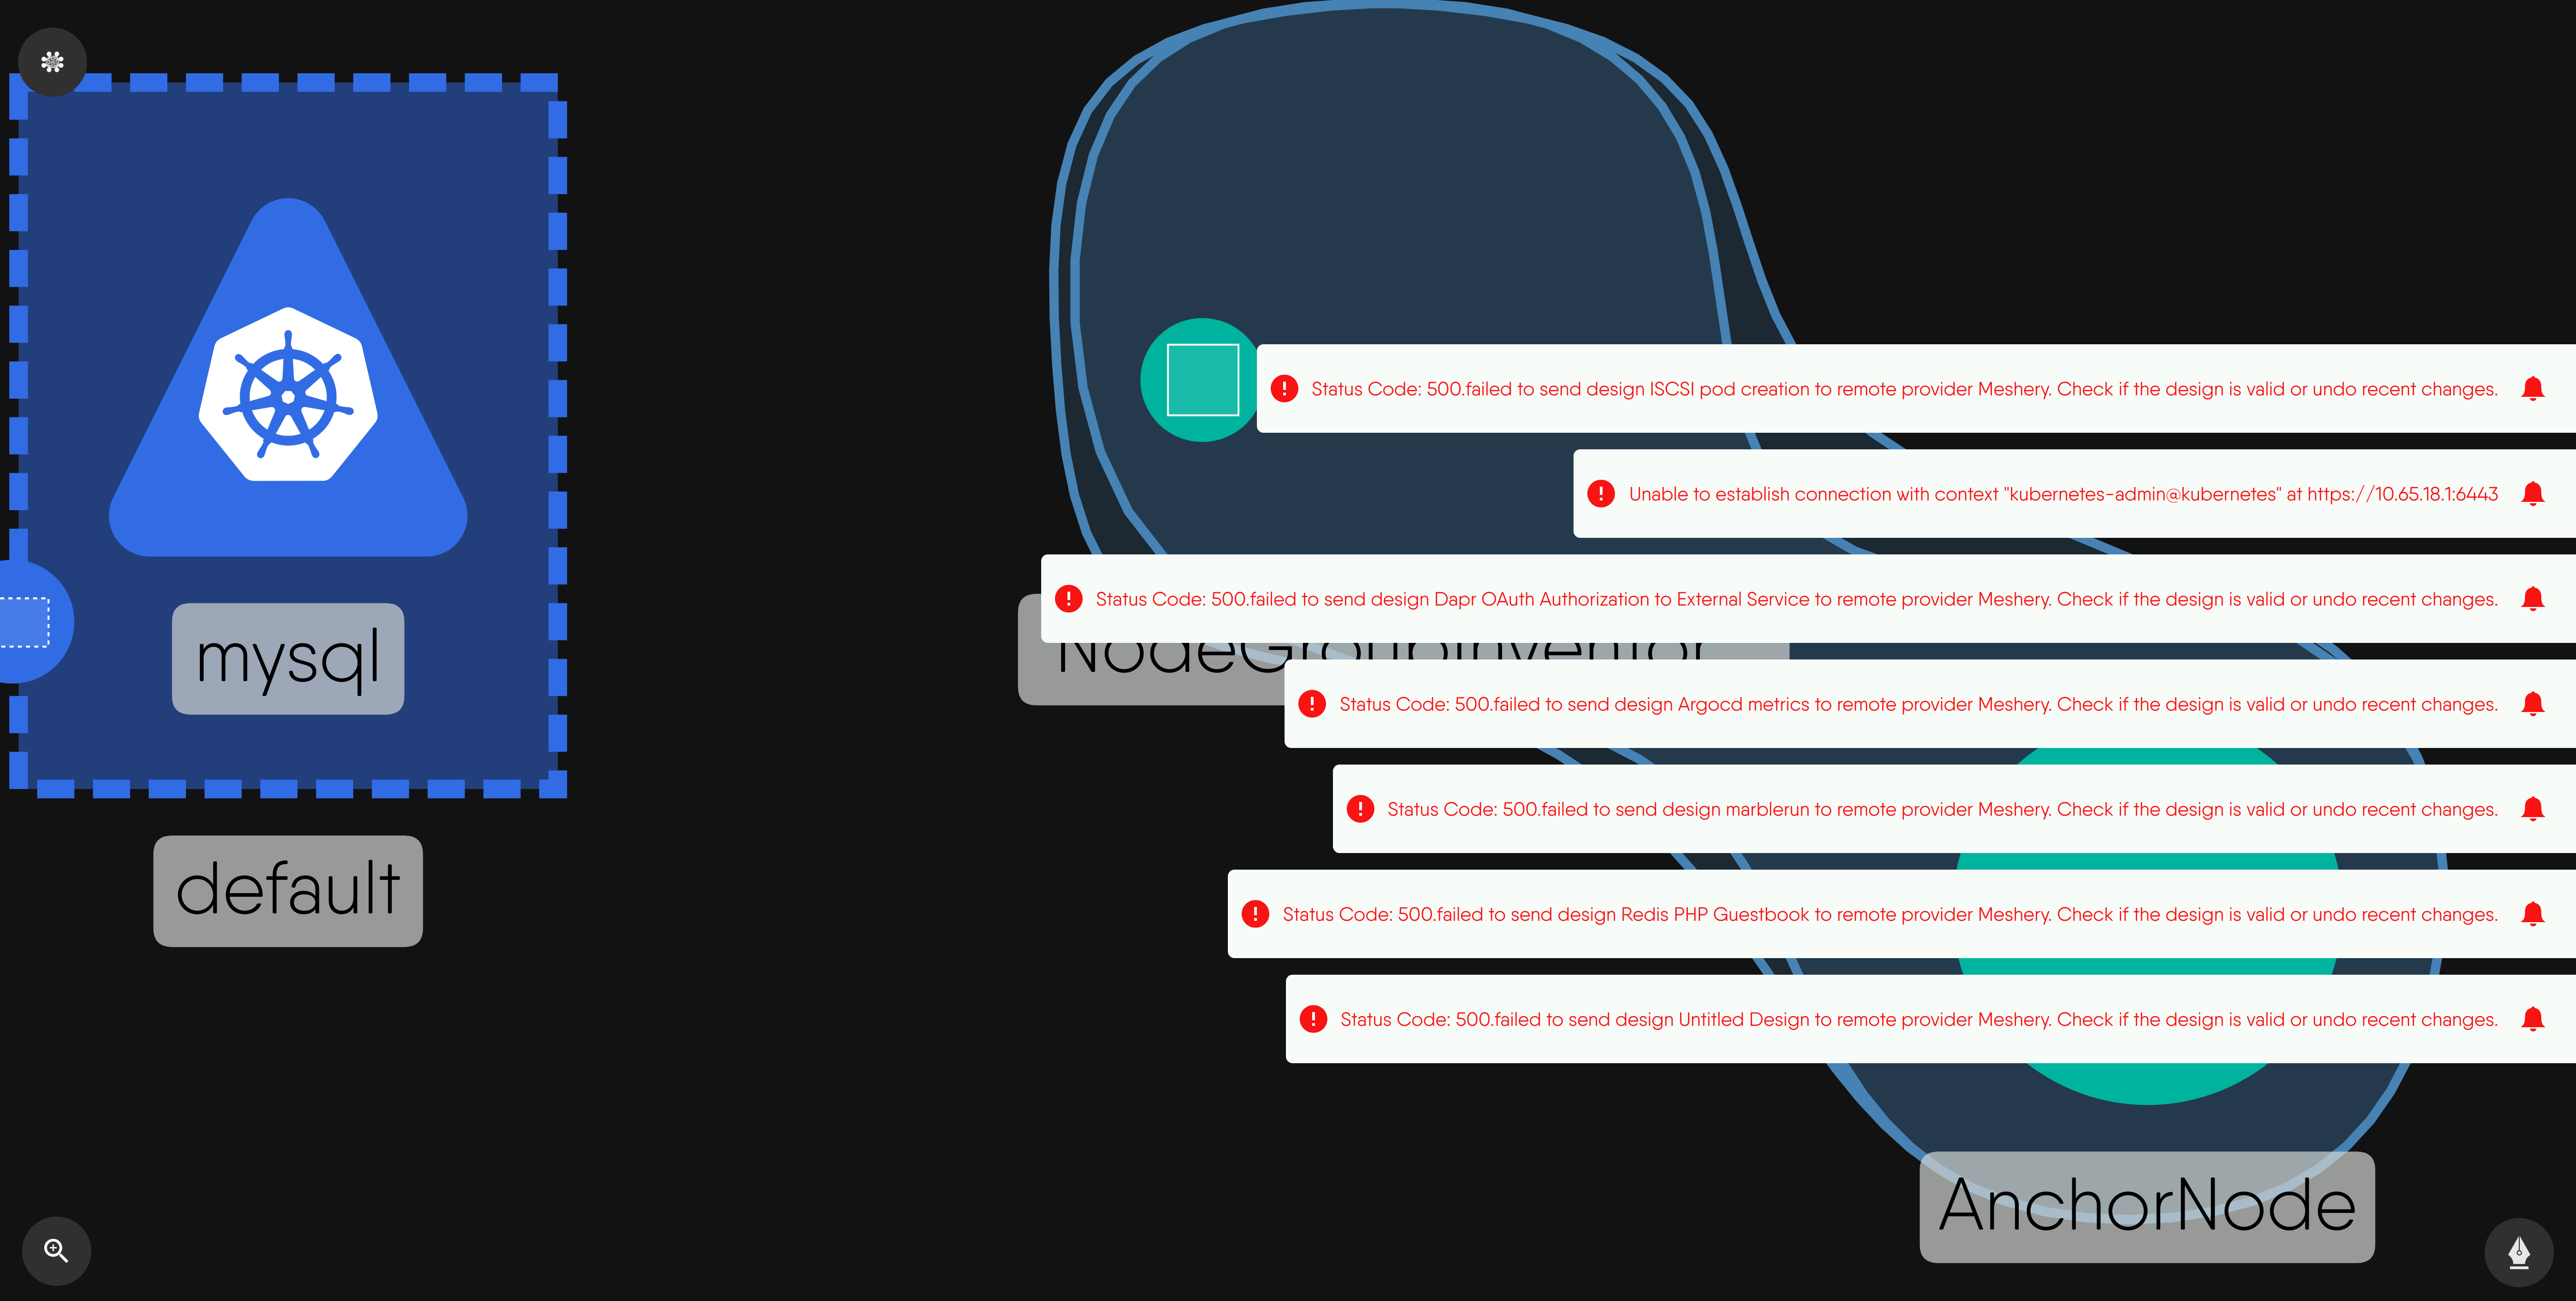 mysql
default
Status Code: 500.failed to send design ISCSI pod creation to remote provider Meshery. Check if the design is valid or undo recent changes.
Unable to establish connection with context "kubernetes-admin@kubernetes" at https://10.65.18.1:6443
Status Code: 500.failed to send design Dapr OAuth Authorization to External Service to remote provider Meshery. Check if the design is valid or undo recent changes.
Status Code: 500.failed to send design Argocd metrics to remote provider Meshery. Check if the design is valid or undo recent changes.
Status Code: 500.failed to send design marblerun to remote provider Meshery. Check if the design is valid or undo recent changes.
Status Code: 500.failed to send design Redis PHP Guestbook to remote provider Meshery. Check if the design is valid or undo recent changes.
Status Code: 500.failed to send design Untitled Design to remote provider Meshery. Check if the design is valid or undo recent changes.
AnchorNode